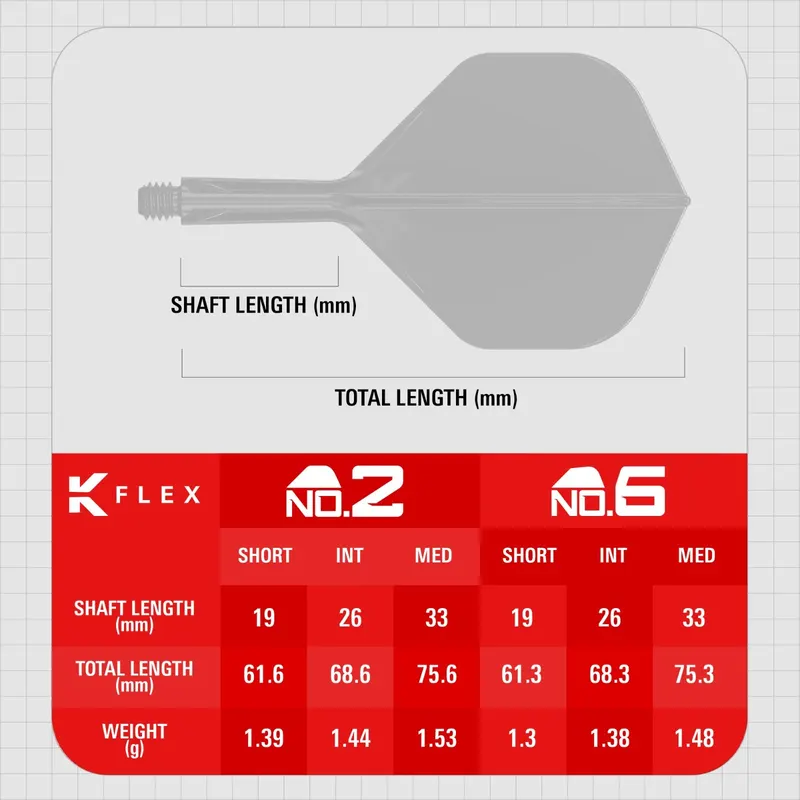 SHAFT LENGTH (mm)
TOTAL LENGTH (mm)
K FLEX NO.2 NO.6
SHORT INT MED SHORT INT MED
SHAFT LENGTH
(mm) 19 26 33 19 26 33
TOTAL LENGTH
(mm) 61.6 68.6 75.6 61.3 68.3 75.3
WEIGHT
(g) 1.39 1.44 1.53 1.3 1.38 1.48